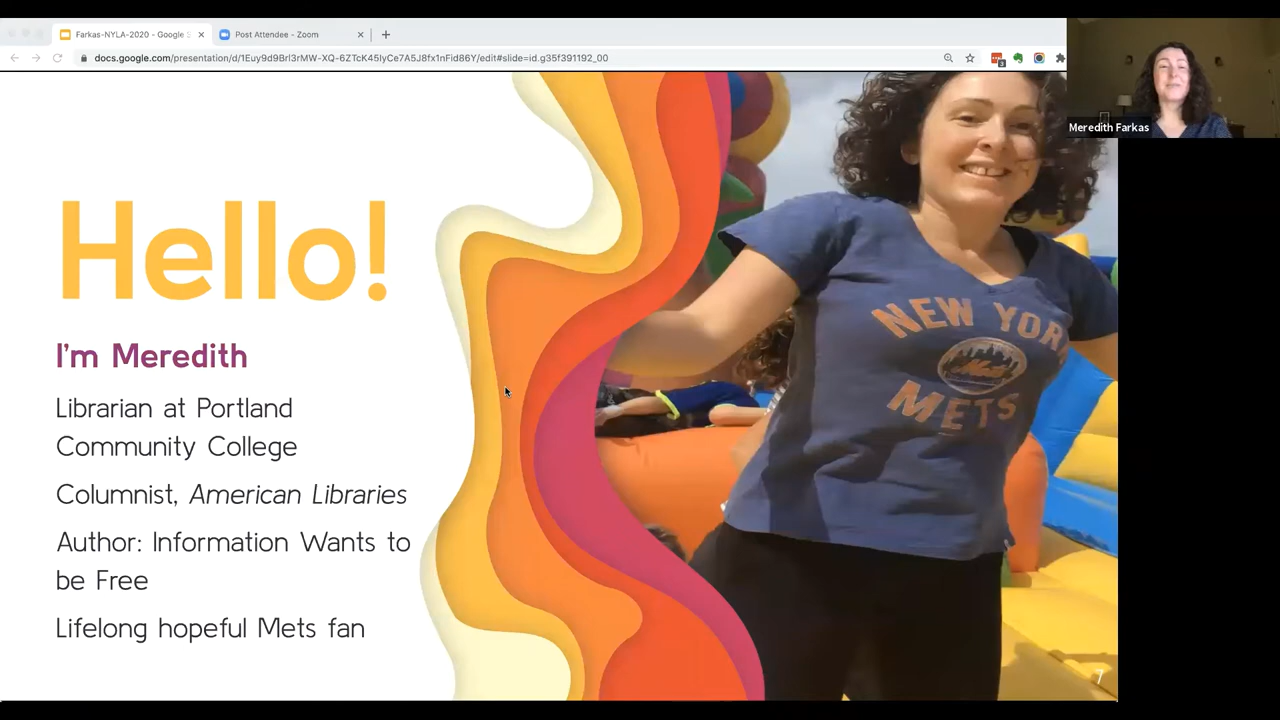 Farkas-NYLA-2020 - Google S
Post Attendee - Zoom
docs.google.com/presentation/d/1Euy9d9Brl3rMW-XQ-6ZTcK45IyCe7A5J8fx1nFid86Y/edit#slide=id.g35f391192_00
3
Meredith Farkas
Hello!
I'm Meredith
Librarian at Portland
Community College
Columnist, American Libraries
Author: Information Wants to
be Free
Lifelong hopeful Mets fan
NEW YORK
Mets
METS
7